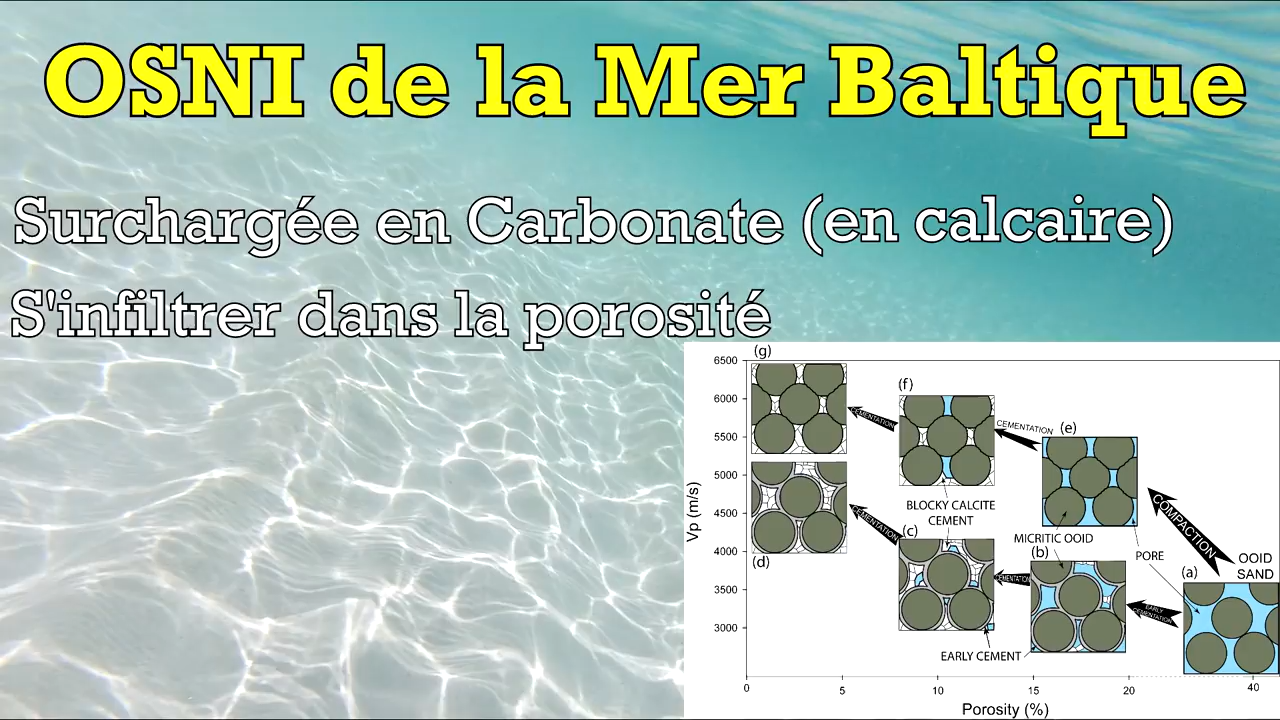 OSNI de la Mer Baltique
Surchargée en Carbonate (en calcaire)
S'infiltrer dans la porosité
(g)
6500
(f)
6000
CEMENTATION
CEMENTATION
(e)
5500
5000
BLOCKY CALCITE
CEMENT
COMPACTION
Vp (m/s)
4500
CEMENTATION
(c)
MICRITIC OOID
4000
(d)
(b)
PORE
OOID
SAND
(a)
CEMENTATION
3500
EARLY
CEMENTATION
3000
EARLY CEMENT
0
5
10
15
20
40
Porosity (%)